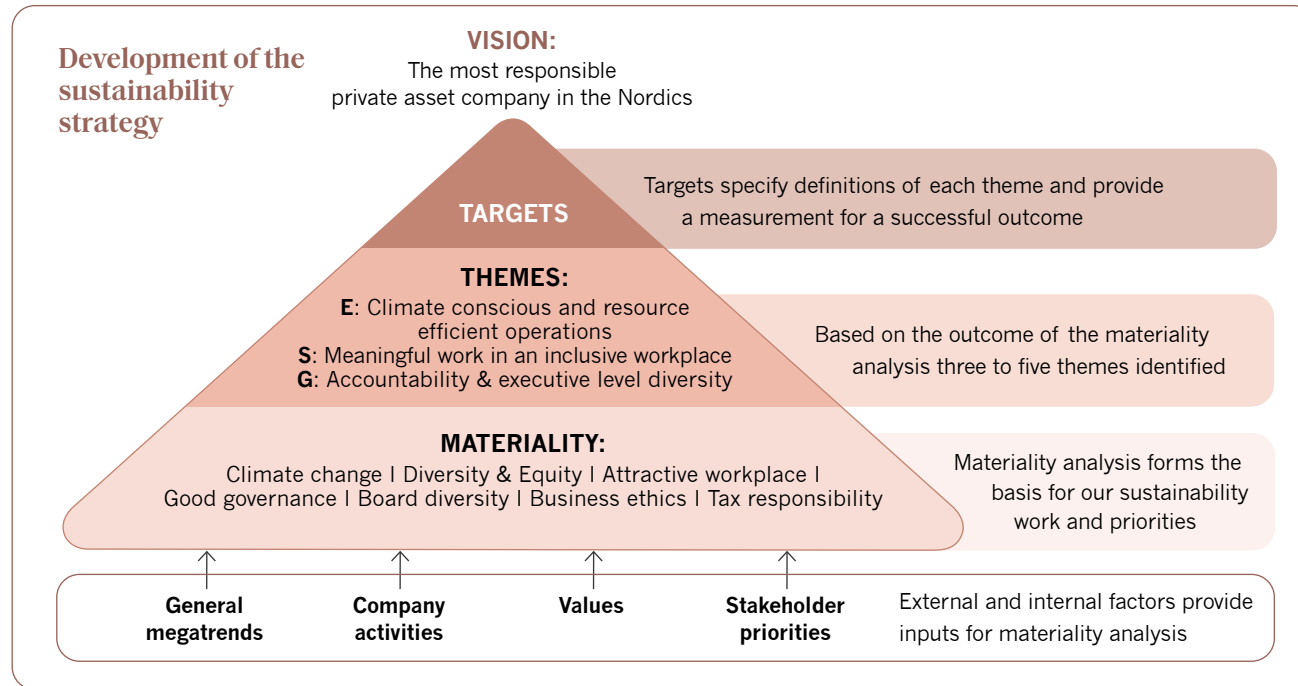 Development of the
sustainability
strategy
VISION:
The most responsible
private asset company in the Nordics
TARGETS
Targets specify definitions of each theme and provide
a measurement for a successful outcome
THEMES:
E: Climate conscious and resource
efficient operations
S: Meaningful work in an inclusive workplace
G: Accountability & executive level diversity
Based on the outcome of the materiality
analysis three to five themes identified
MATERIALITY:
Climate change | Diversity & Equity | Attractive workplace |
Good governance | Board diversity | Business ethics | Tax responsibility
Materiality analysis forms the
basis for our sustainability
work and priorities
General
megatrends
Company
activities
Values
Stakeholder
priorities
External and internal factors provide
inputs for materiality analysis